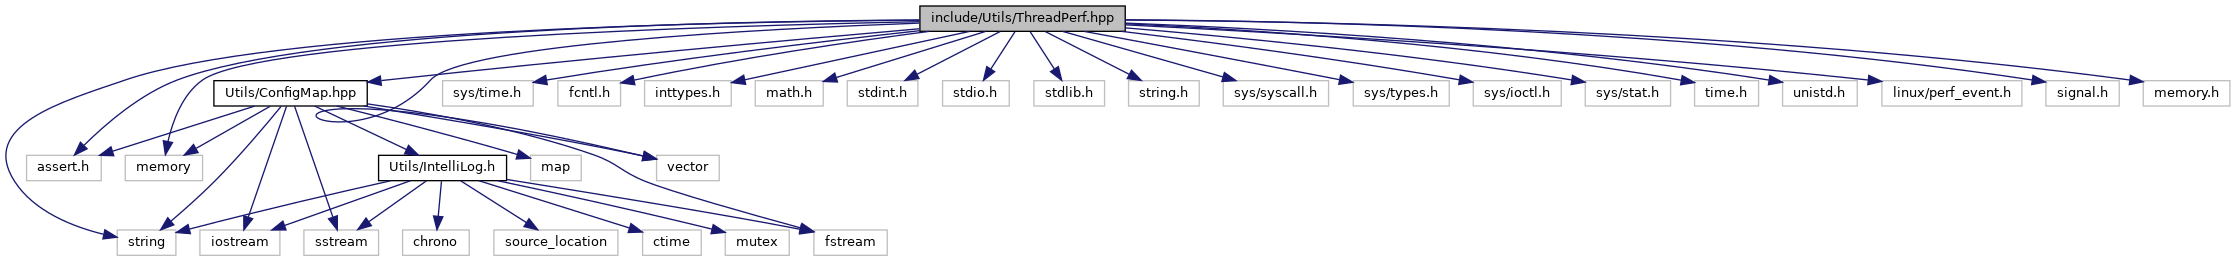 include/Utils/ThreadPerf.hpp
Utils/ConfigMap.hpp
sys/time.h
fcntl.h
inttypes.h
math.h
stdint.h
stdio.h
stdlib.h
string.h
sys/syscall.h
sys/types.h
sys/ioctl.h
sys/stat.h
time.h
unistd.h
linux/perf_event.h
signal.h
memory.h
assert.h
memory
Utils/IntelliLog.h
map
vector
string
iostream
sstream
chrono
source_location
ctime
mutex
fstream